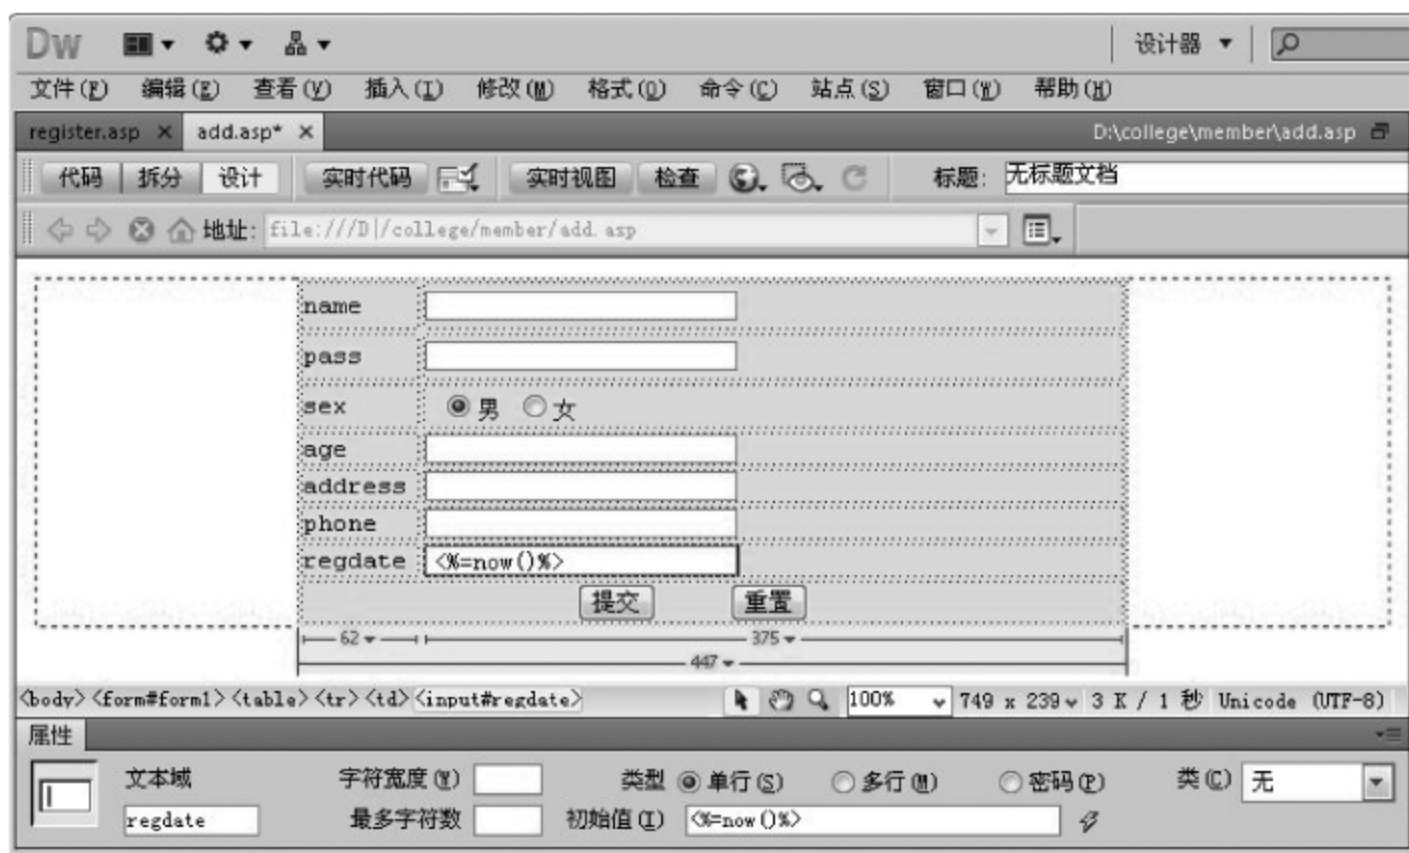 Dw 设计器
文件(F) 编辑(E) 查看(V) 插入(I) 修改(M) 格式(O) 命令(C) 站点(S) 窗口(W) 帮助(H)
register.asp × add.asp* × D:\college\member\add.asp
代码 拆分 设计 实时代码 实时视图 检查 标题: 无标题文档
地址: file:///D|/college/member/add.asp
name
pass
sex 男 女
age
address
phone
regdate <%=now()%>
提交 重置
62 375
447
<body> <form#form1> <table> <tr> <td> <input#regdate> 100% 749 x 239 3 K / 1 秒 Unicode (UTF-8)
属性
文本域 字符宽度(W) 类型 单行(S) 多行(M) 密码(P) 类(C) 无
regdate 最多字符数 初始值(I) <%=now()%>